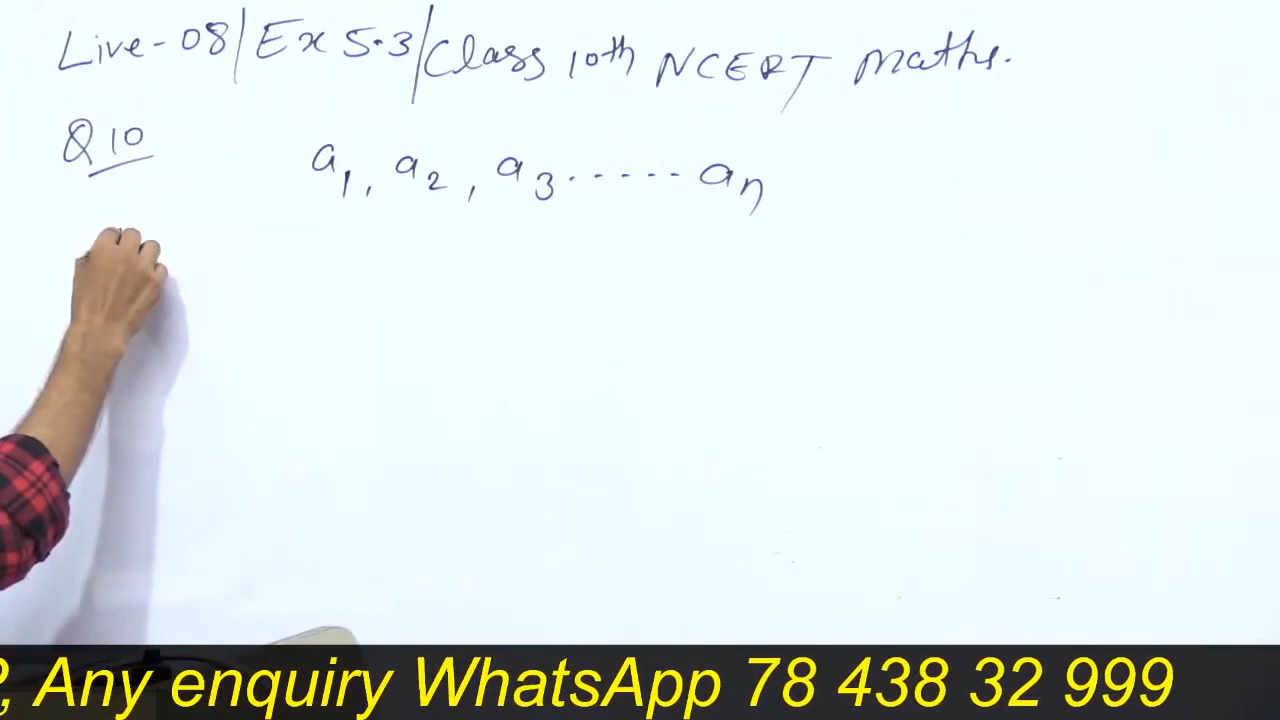 Live-08/Ex 5.3/Class 10th NCERT Maths.
Q10
a1, a2, a3...... an
, Any enquiry WhatsApp 78 438 32 999